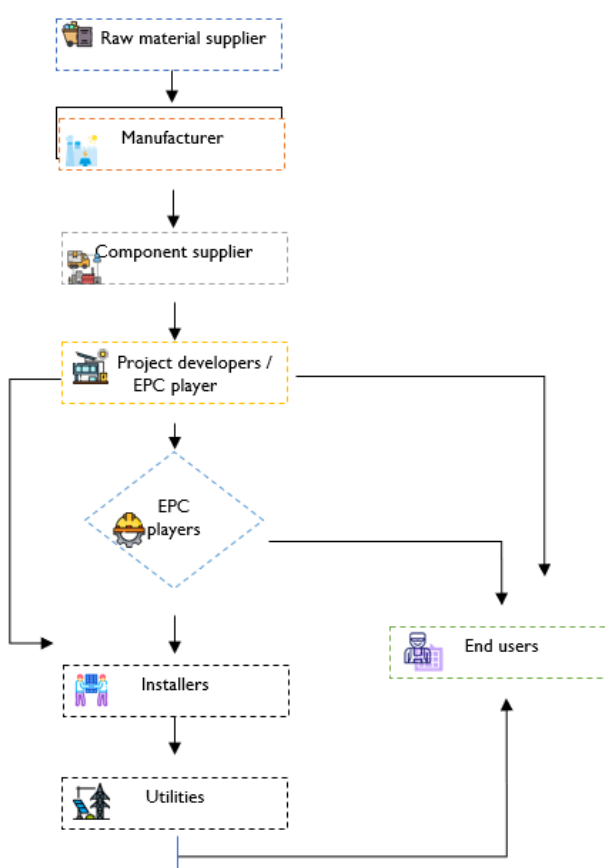 Raw material supplier
Manufacturer
Component supplier
Project developers /
EPC player
EPC
players
End users
Installers
Utilities